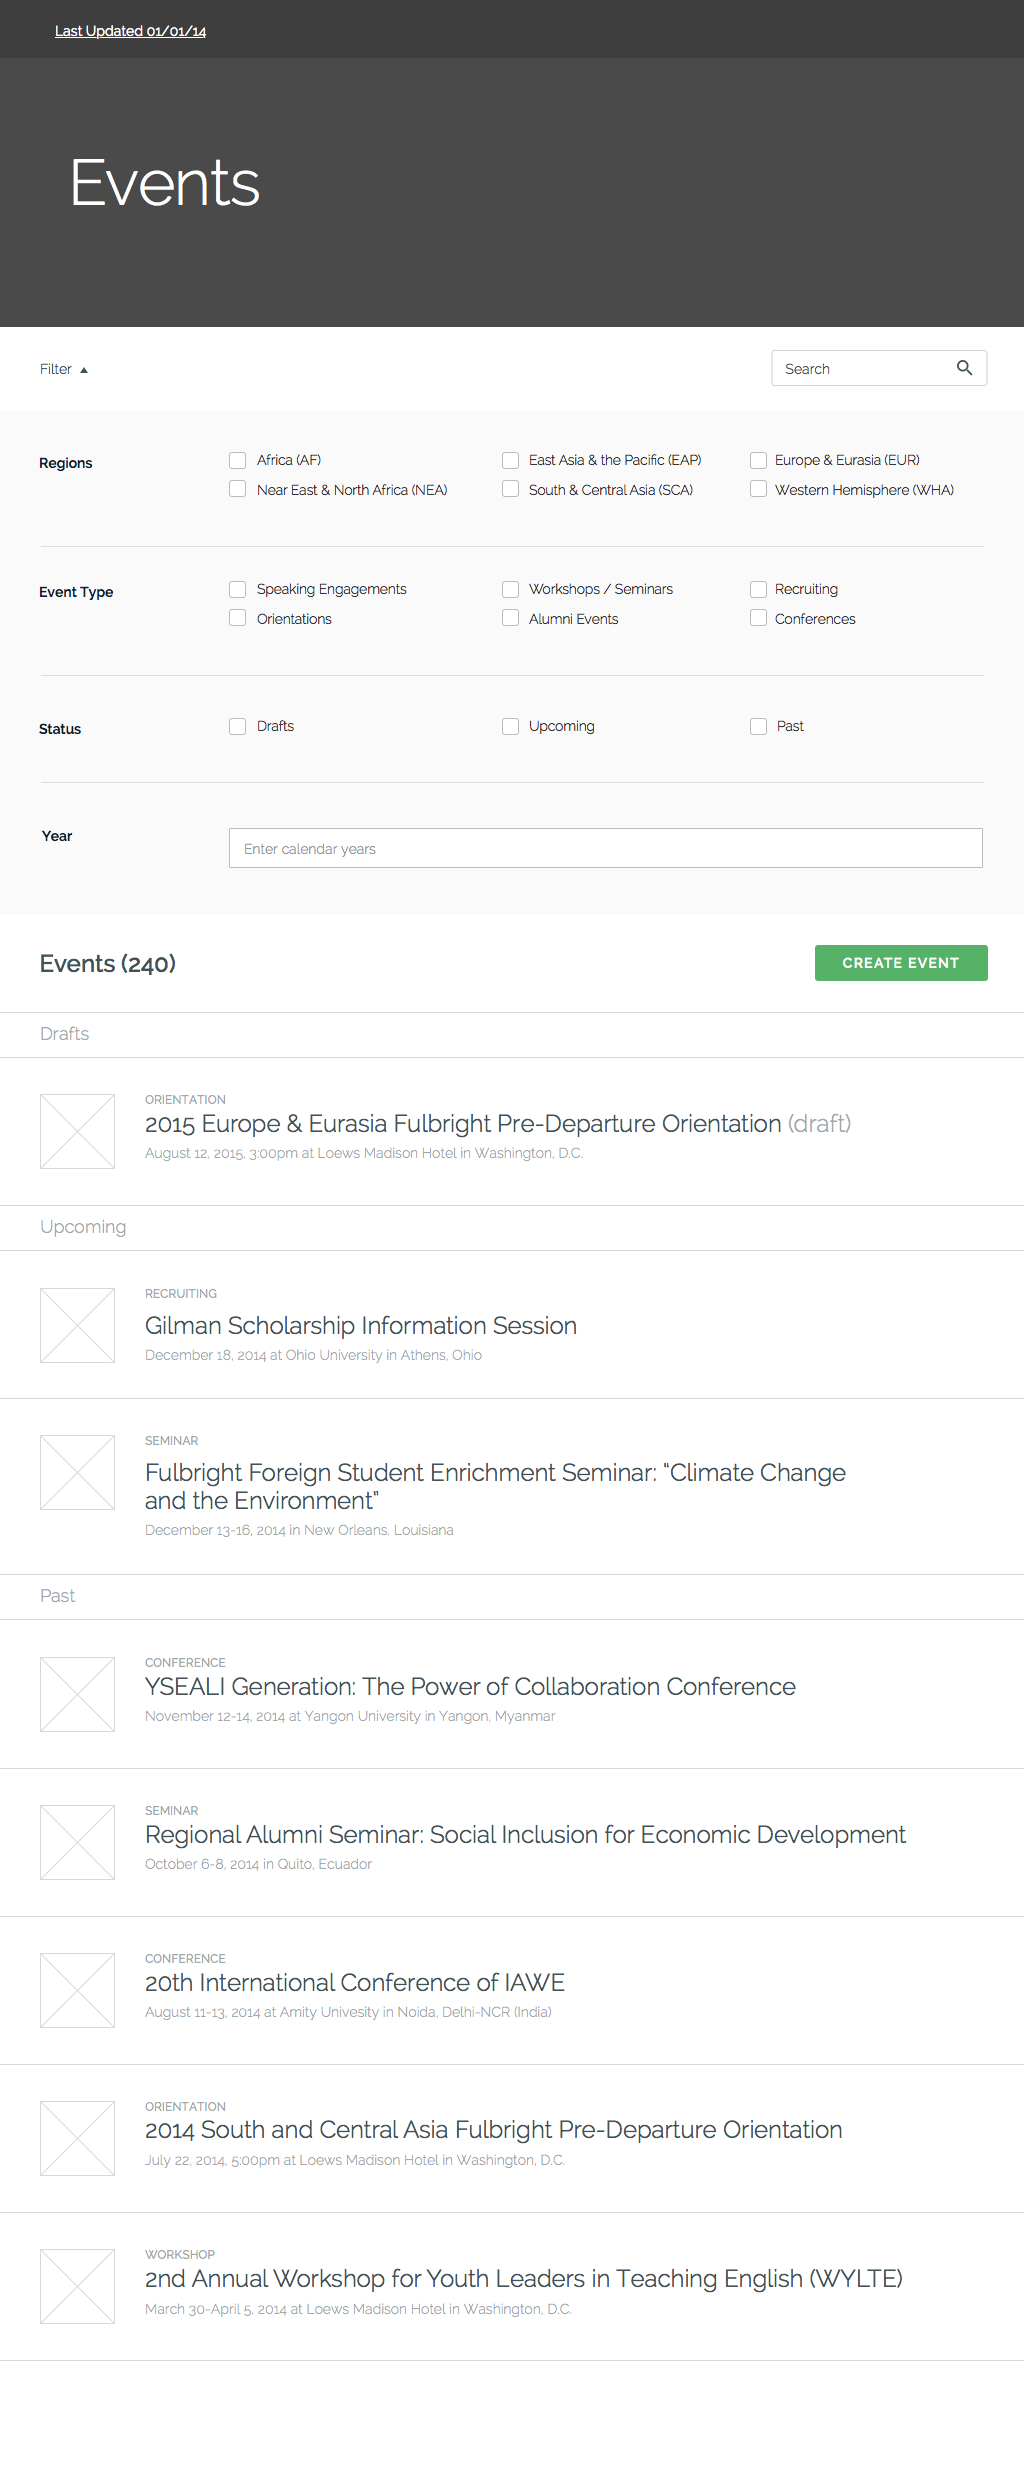 Last Updated 01/01/14
Events
Filter
Search
Regions
Africa (AF)
East Asia & the Pacific (EAP)
Europe & Eurasia (EUR)
Near East & North Africa (NEA)
South & Central Asia (SCA)
Western Hemisphere (WHA)
Event Type
Speaking Engagements
Workshops / Seminars
Recruiting
Orientations
Alumni Events
Conferences
Status
Drafts
Upcoming
Past
Year
Enter calendar years
Events (240)
CREATE EVENT
Drafts
ORIENTATION
2015 Europe & Eurasia Fulbright Pre-Departure Orientation (draft)
August 12, 2015, 3:00pm at Loews Madison Hotel in Washington, D.C.
Upcoming
RECRUITING
Gilman Scholarship Information Session
December 18, 2014 at Ohio University in Athens, Ohio
SEMINAR
Fulbright Foreign Student Enrichment Seminar: “Climate Change
and the Environment”
December 13-16, 2014 in New Orleans, Louisiana
Past
CONFERENCE
YSEALI Generation: The Power of Collaboration Conference
November 12-14, 2014 at Yangon University in Yangon, Myanmar
SEMINAR
Regional Alumni Seminar: Social Inclusion for Economic Development
October 6-8, 2014 in Quito, Ecuador
CONFERENCE
20th International Conference of IAWE
August 11-13, 2014 at Amity Univesity in Noida, Delhi-NCR (India)
ORIENTATION
2014 South and Central Asia Fulbright Pre-Departure Orientation
July 22, 2014, 5:00pm at Loews Madison Hotel in Washington, D.C.
WORKSHOP
2nd Annual Workshop for Youth Leaders in Teaching English (WYLTE)
March 30-April 5, 2014 at Loews Madison Hotel in Washington, D.C.